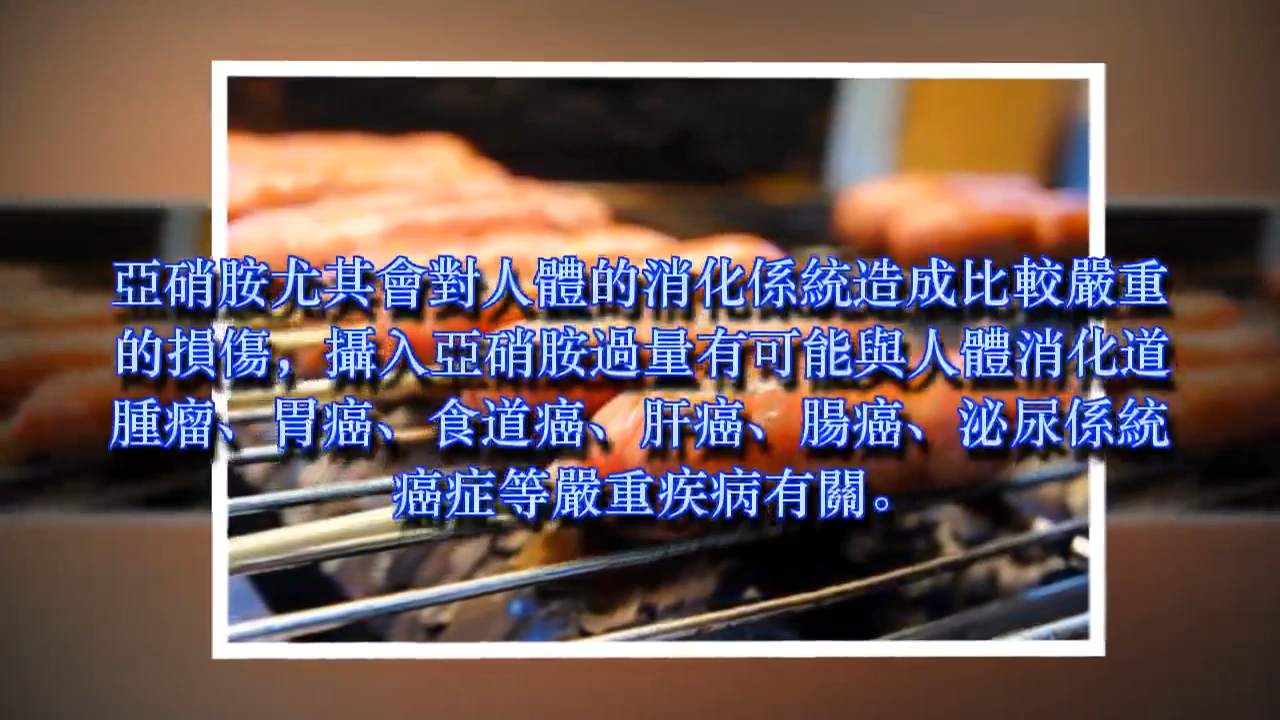 亞硝胺尤其會對人體的消化係統造成比較嚴重
的損傷，攝入亞硝胺過量有可能與人體消化道
腫瘤、胃癌、食道癌、肝癌、腸癌、泌尿係統
癌症等嚴重疾病有關。